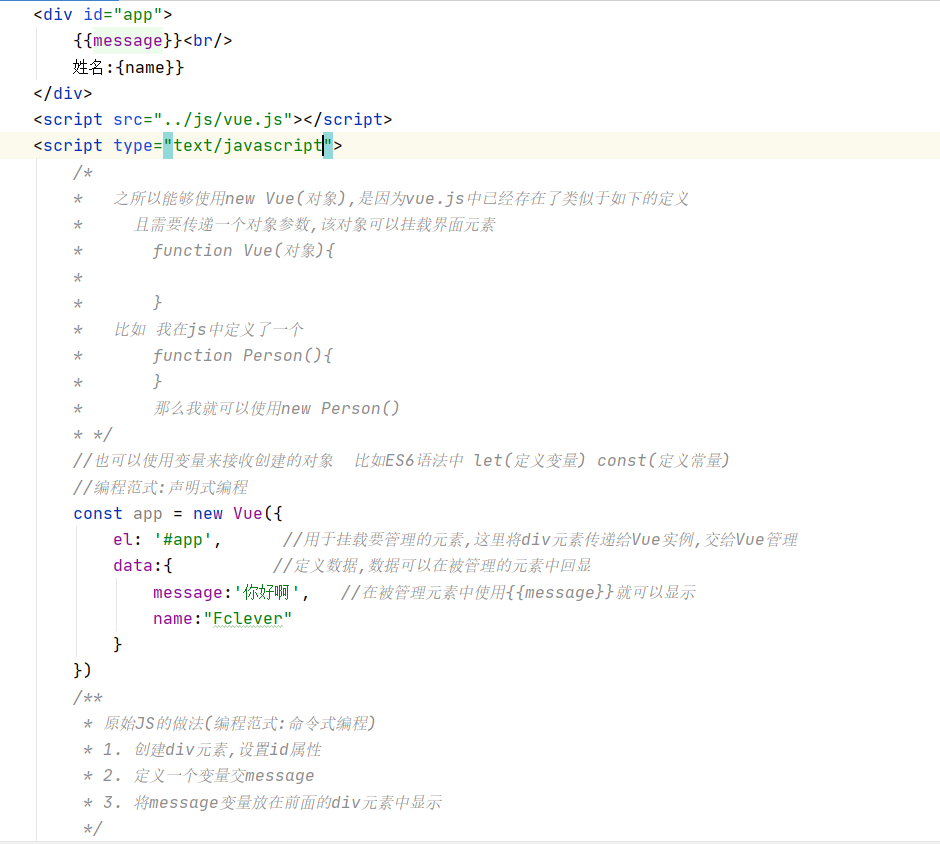 <div id="app">
{{message}}<br/>
姓名:{name}}
</div>
<script src="../js/vue.js"></script>
<script type="text/javascript">
/*
*   之所以能够使用new Vue(对象),是因为vue.js中已经存在了类似于如下的定义
*     且需要传递一个对象参数,该对象可以挂载界面元素
*       function Vue(对象){
*
*       }
*   比如 我在js中定义了一个
*       function Person(){
*       }
*       那么我就可以使用new Person()
* */
//也可以使用变量来接收创建的对象  比如ES6语法中 let(定义变量) const(定义常量)
//编程范式:声明式编程
const app = new Vue({
el: '#app',      //用于挂载要管理的元素,这里将div元素传递给Vue实例,交给Vue管理
data:{          //定义数据,数据可以在被管理的元素中回显
message:'你好啊',   //在被管理元素中使用{{message}}就可以显示
name:"Fclever"
}
})
/**
* 原始JS的做法(编程范式:命令式编程)
* 1. 创建div元素,设置id属性
* 2. 定义一个变量交message
* 3. 将message变量放在前面的div元素中显示
*/